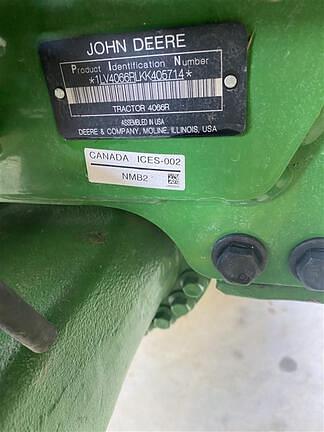 JOHN DEERE
Product Identification Number
*1LV4066RLKK405714*
TRACTOR 4066R
ASSEMBLED IN USA
DEERE & COMPANY, MOLINE, ILLINOIS, USA
CANADA ICES-002
NMB2